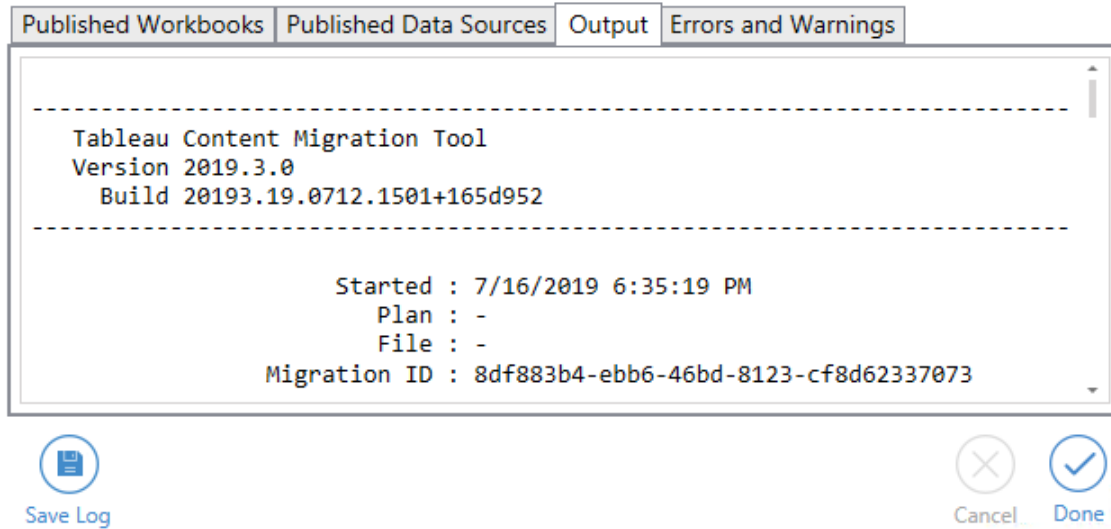 Published Workbooks Published Data Sources Output Errors and Warnings
---------------------------------------------------------------------------
Tableau Content Migration Tool
Version 2019.3.0
Build 20193.19.0712.1501+165d952
---------------------------------------------------------------------------
Started : 7/16/2019 6:35:19 PM
Plan : -
File : -
Migration ID : 8df883b4-ebb6-46bd-8123-cf8d62337073
Save Log Cancel Done